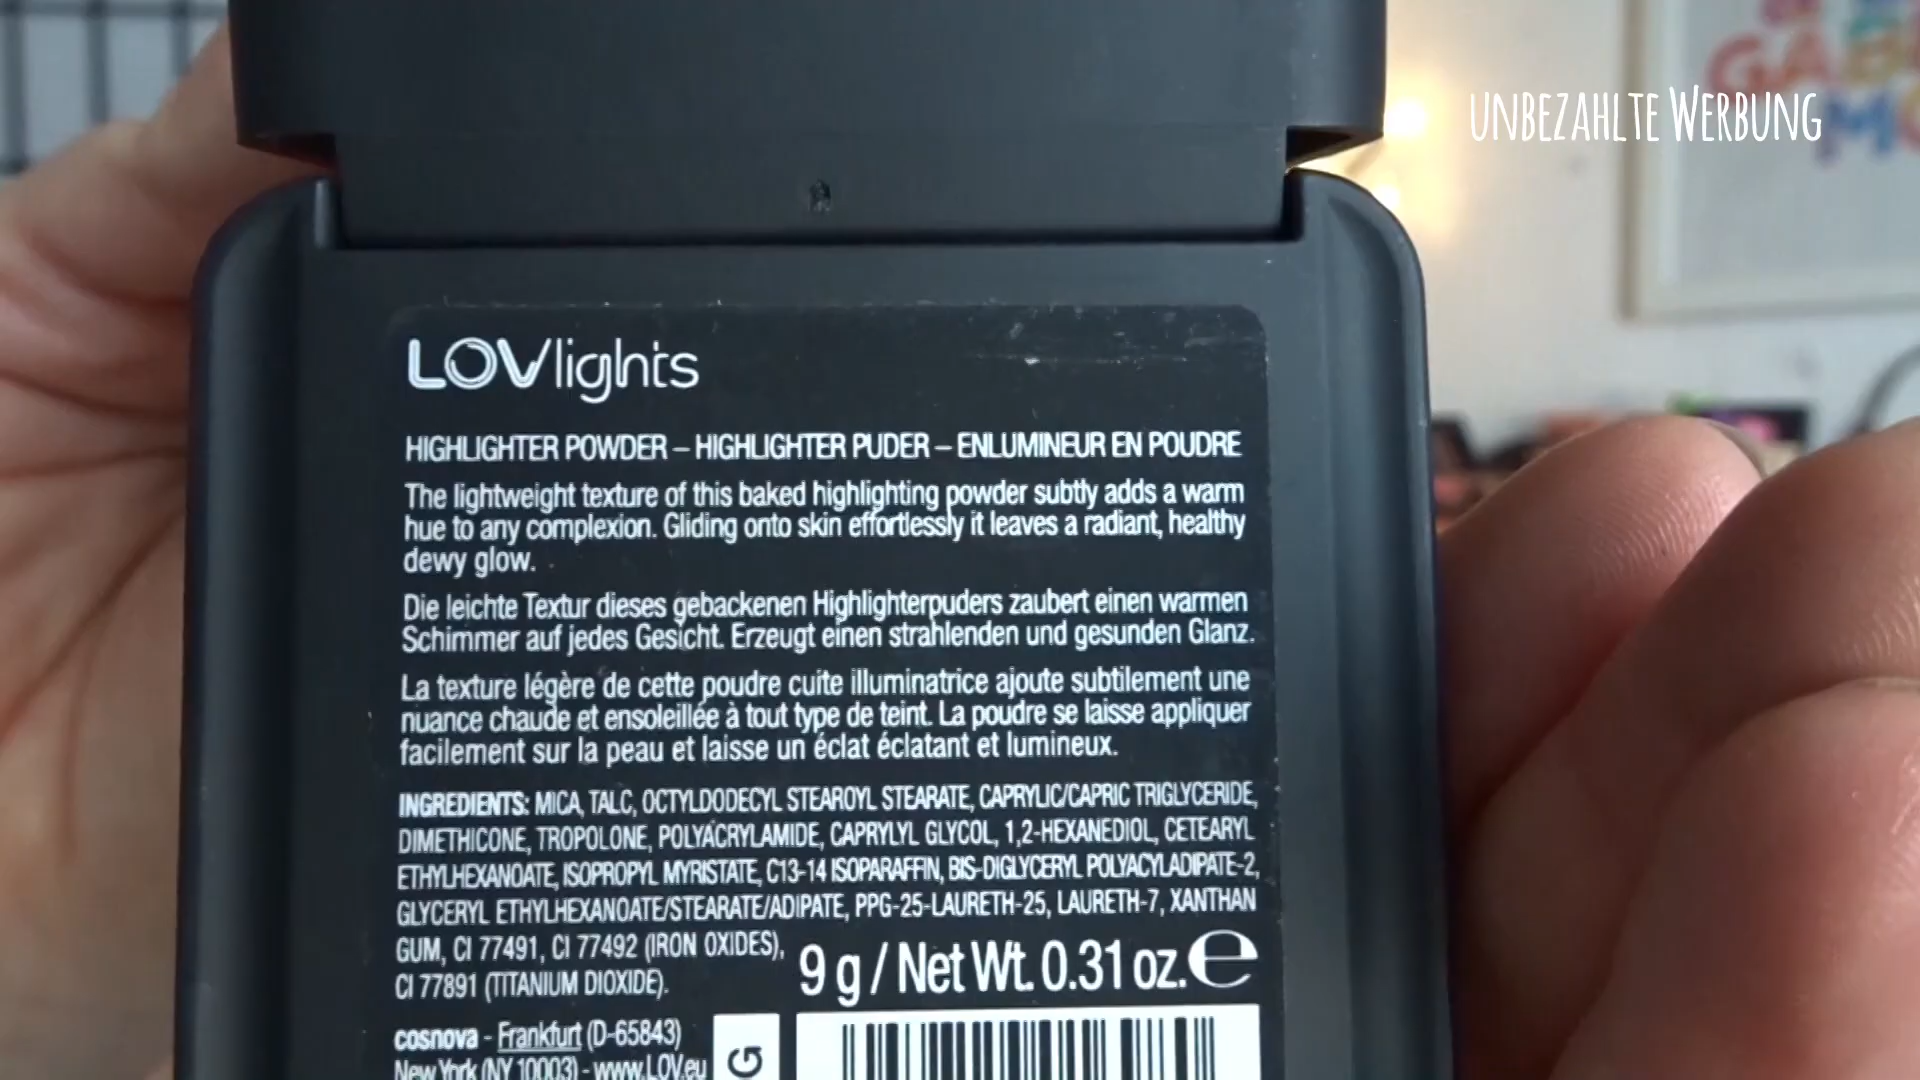 UNBEZAHLTE WERBUNG
LOVlights
HIGHLIGHTER POWDER – HIGHLIGHTER PUDER – ENLUMINEUR EN POUDRE
The lightweight texture of this baked highlighting powder subtly adds a warm
hue to any complexion. Gliding onto skin effortlessly it leaves a radiant, healthy
dewy glow.
Die leichte Textur dieses gebackenen Highlighterpuders zaubert einen warmen
Schimmer auf jedes Gesicht. Erzeugt einen strahlenden und gesunden Glanz.
La texture légère de cette poudre cuite illuminatrice ajoute subtilement une
nuance chaude et ensoleillée à tout type de teint. La poudre se laisse appliquer
facilement sur la peau et laisse un éclat éclatant et lumineux.
INGREDIENTS: MICA, TALC, OCTYLDODECYL STEAROYL STEARATE, CAPRYLIC/CAPRIC TRIGLYCERIDE,
DIMETHICONE, TROPOLONE, POLYACRYLAMIDE, CAPRYLYL GLYCOL, 1,2-HEXANEDIOL, CETEARYL
ETHYLHEXANOATE, ISOPROPYL MYRISTATE, C13-14 ISOPARAFFIN, BIS-DIGLYCERYL POLYACYLADIPATE-2,
GLYCERYL ETHYLHEXANOATE/STEARATE/ADIPATE, PPG-25-LAURETH-25, LAURETH-7, XANTHAN
GUM, CI 77491, CI 77492 (IRON OXIDES),
CI 77891 (TITANIUM DIOXIDE).
9 g / Net Wt. 0.31 oz. ℮
cosnova - Frankfurt (D-65843)
New York (NY 10003) - www.LOV.eu
G